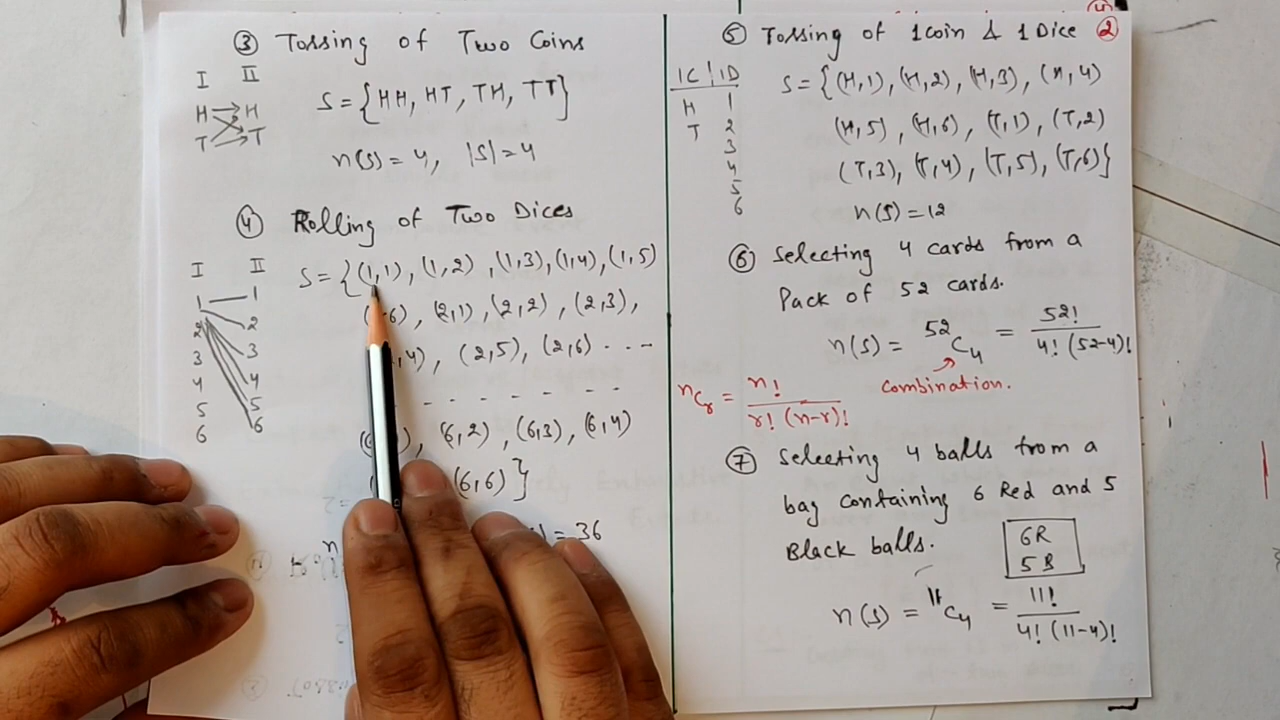 ③ Tossing of Two Coins
I II
H H
T T
S = {HH, HT, TH, TT}
n(S) = 4, |S| = 4
④ Rolling of Two Dices
I II
1 1
2 2
3 3
4 4
5 5
6 6
S = {(1,1), (1,2), (1,3), (1,4), (1,5)
6), (2,1), (2,2), (2,3),
,4), (2,5), (2,6) - - -
- - - - - - -
(6, ), (6,2), (6,3), (6,4)
(6,6)}
n = 36
⑤ Tossing of 1 Coin & 1 Dice ②
1C | 1D
H 1
T 2
3
4
5
6
S = {(H,1), (H,2), (H,3), (H,4)
(H,5), (H,6), (T,1), (T,2)
(T,3), (T,4), (T,5), (T,6)}
n(S) = 12
⑥ Selecting 4 cards from a
Pack of 52 cards.
n(S) = ⁵²C₄ = 52! / 4! (52-4)!
Combination.
ⁿCᵣ = n! / r! (n-r)!
⑦ Selecting 4 balls from a
bag containing 6 Red and 5
Black balls.
6R
5B
n(S) = ¹¹C₄ = 11! / 4! (11-4)!